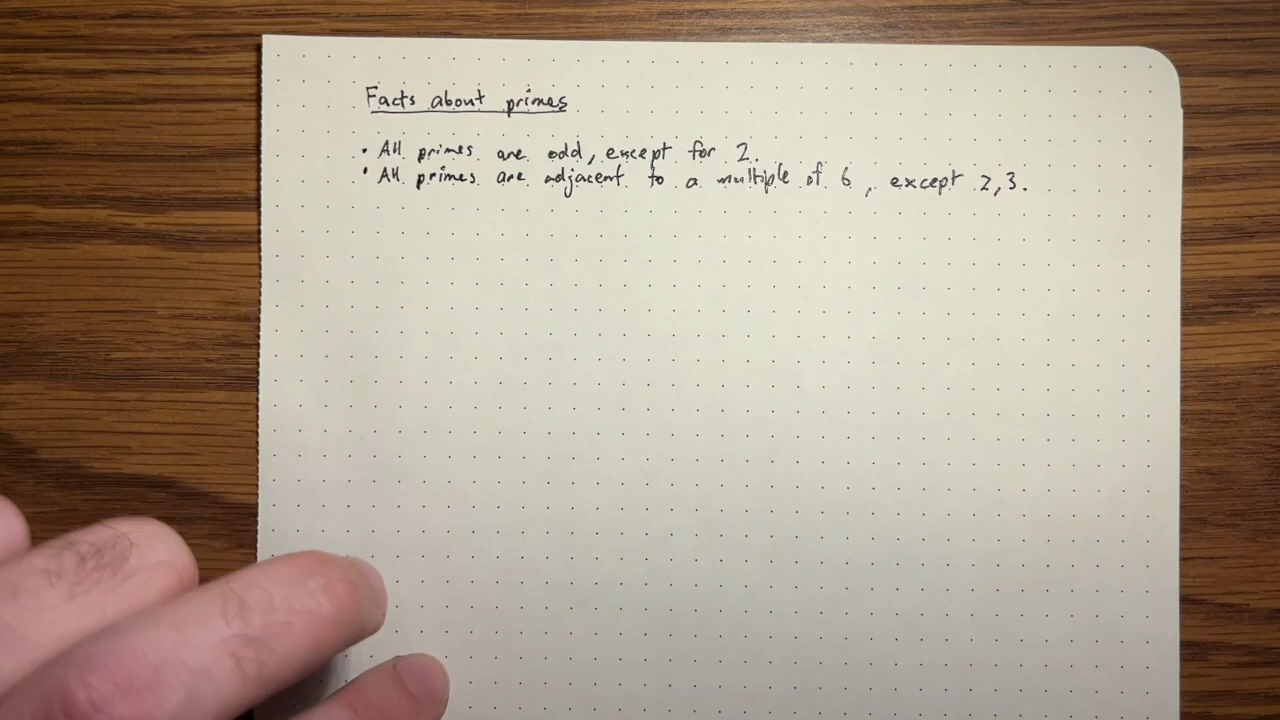 Facts about primes
• All primes are odd, except for 2.
• All primes are adjacent to a multiple of 6, except 2,3.